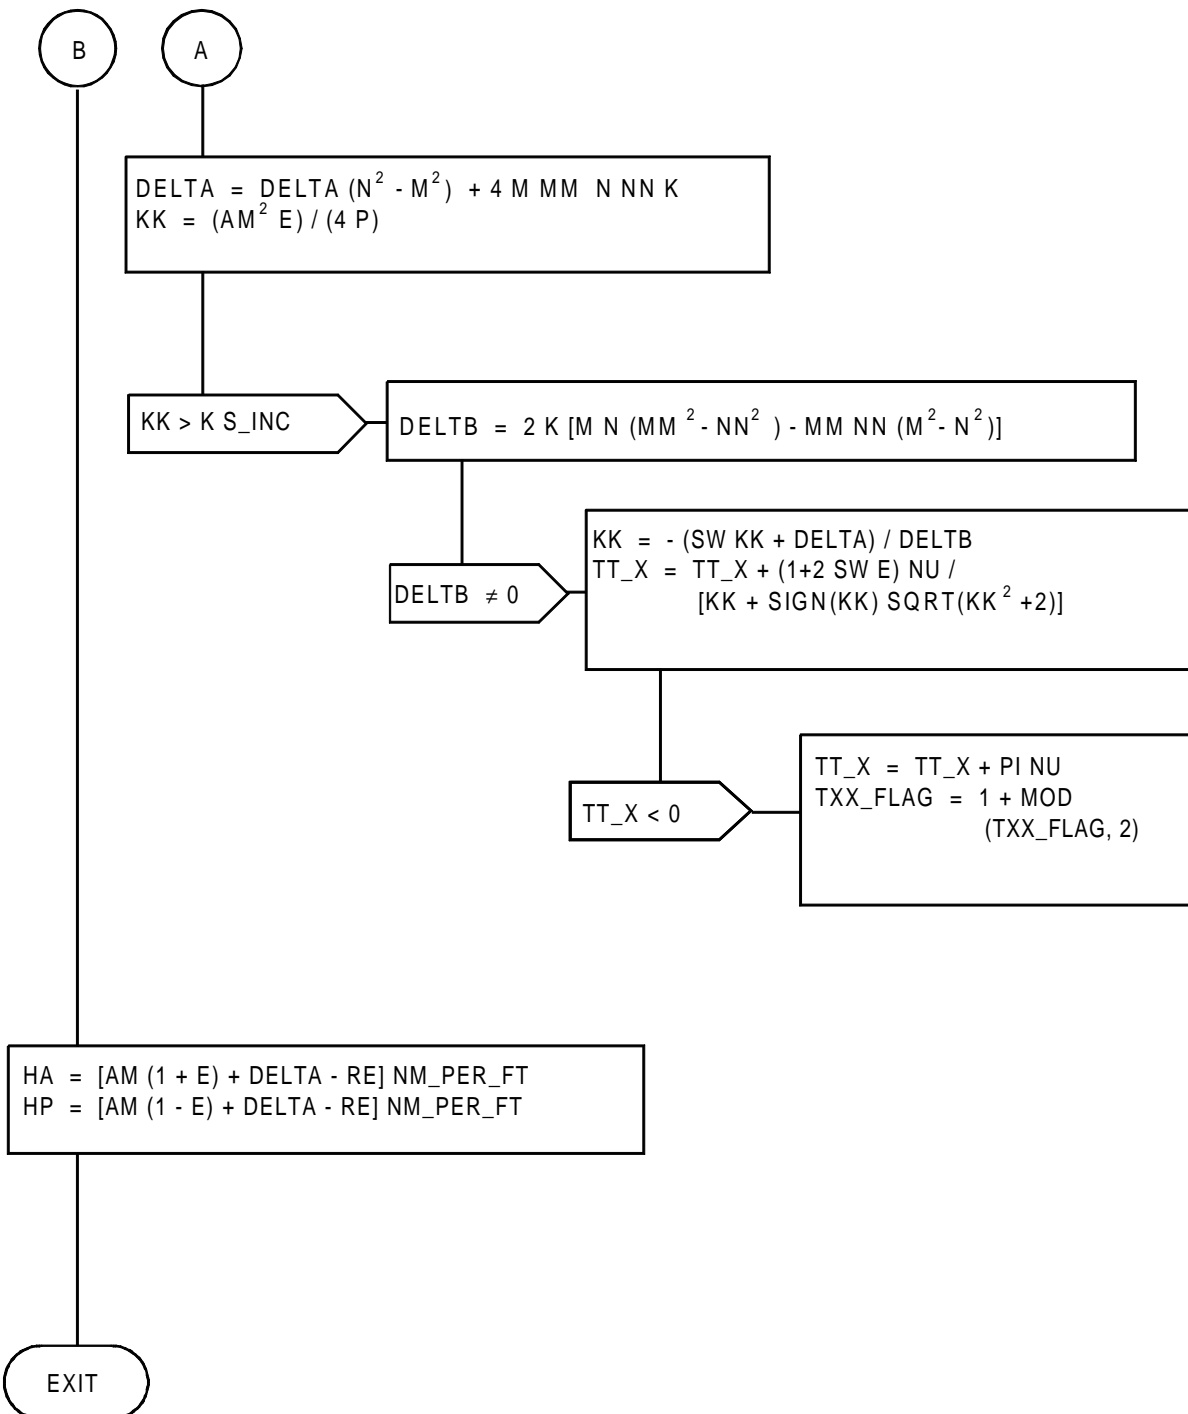 B
A
DELTA = DELTA (N² - M²) + 4 M MM N NN K
KK = (AM² E) / (4 P)
KK > K S_INC
DELTB = 2 K [M N (MM² - NN²) - MM NN (M² - N²)]
DELTB ≠ 0
KK = - (SW KK + DELTA) / DELTB
TT_X = TT_X + (1+2 SW E) NU /
[KK + SIGN(KK) SQRT(KK² +2)]
TT_X < 0
TT_X = TT_X + PI NU
TXX_FLAG = 1 + MOD
(TXX_FLAG, 2)
HA = [AM (1 + E) + DELTA - RE] NM_PER_FT
HP = [AM (1 - E) + DELTA - RE] NM_PER_FT
EXIT